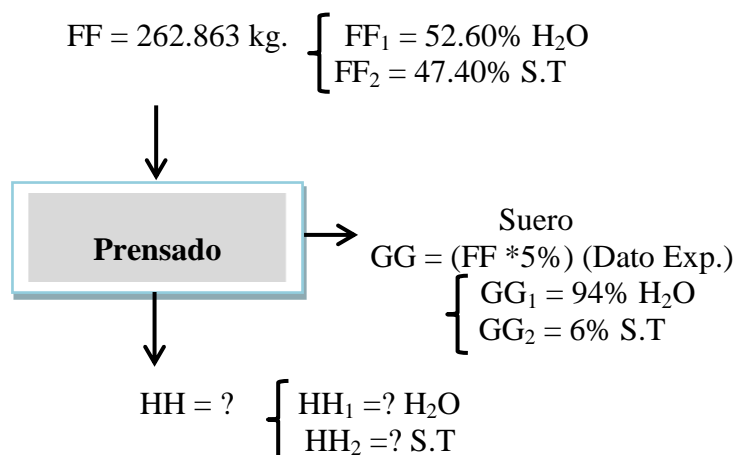 FF = 262.863 kg. FF₁ = 52.60% H₂O
FF₂ = 47.40% S.T
Prensado
Suero
GG = (FF *5%) (Dato Exp.)
GG₁ = 94% H₂O
GG₂ = 6% S.T
HH = ? HH₁ =? H₂O
HH₂ =? S.T